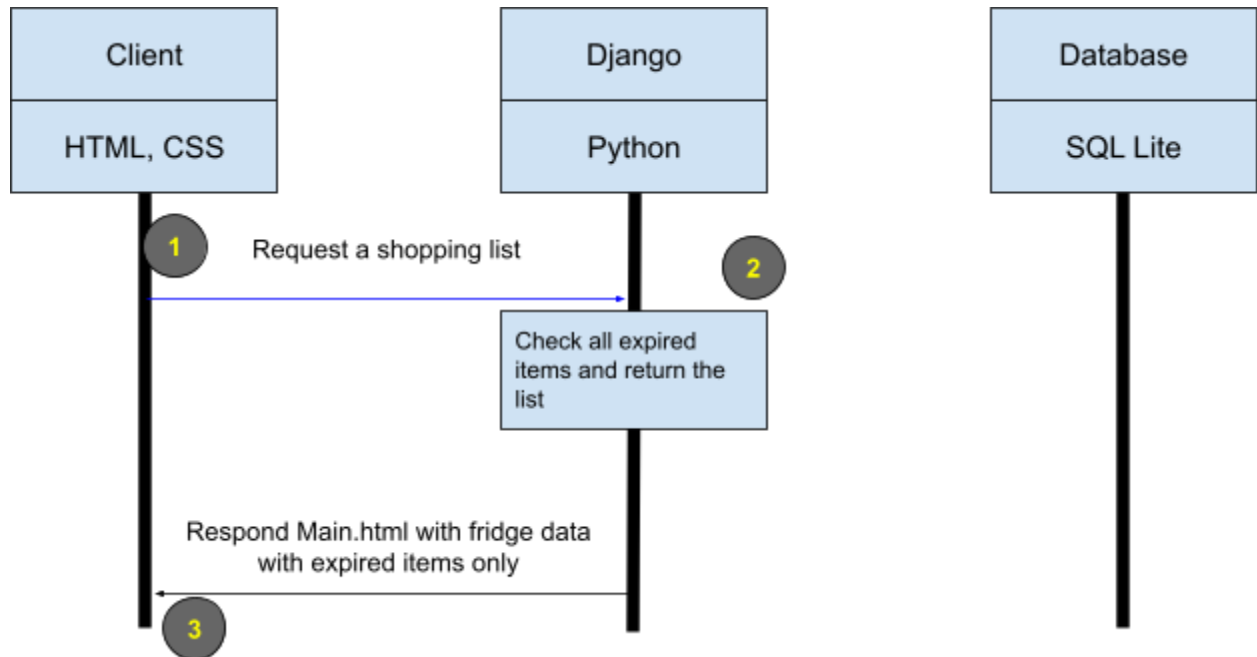 Client
Django
Database
HTML, CSS
Python
SQL Lite
1
Request a shopping list
2
Check all expired
items and return the
list
Respond Main.html with fridge data
with expired items only
3